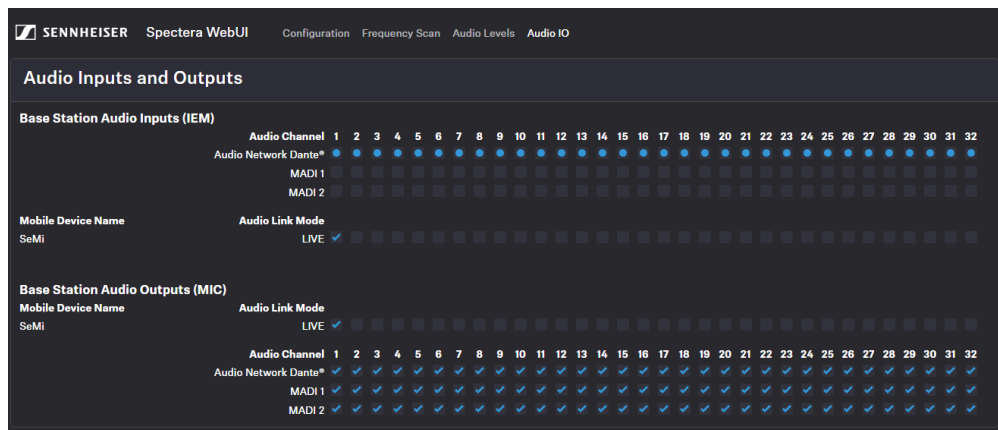 SENNHEISER Spectera WebUI Configuration Frequency Scan Audio Levels Audio IO
Audio Inputs and Outputs
Base Station Audio Inputs (IEM)
Audio Channel 1 2 3 4 5 6 7 8 9 10 11 12 13 14 15 16 17 18 19 20 21 22 23 24 25 26 27 28 29 30 31 32
Audio Network Dante®
MADI 1
MADI 2
Mobile Device Name Audio Link Mode
SeMi LIVE
Base Station Audio Outputs (MIC)
Mobile Device Name Audio Link Mode
SeMi LIVE
Audio Channel 1 2 3 4 5 6 7 8 9 10 11 12 13 14 15 16 17 18 19 20 21 22 23 24 25 26 27 28 29 30 31 32
Audio Network Dante®
MADI 1
MADI 2